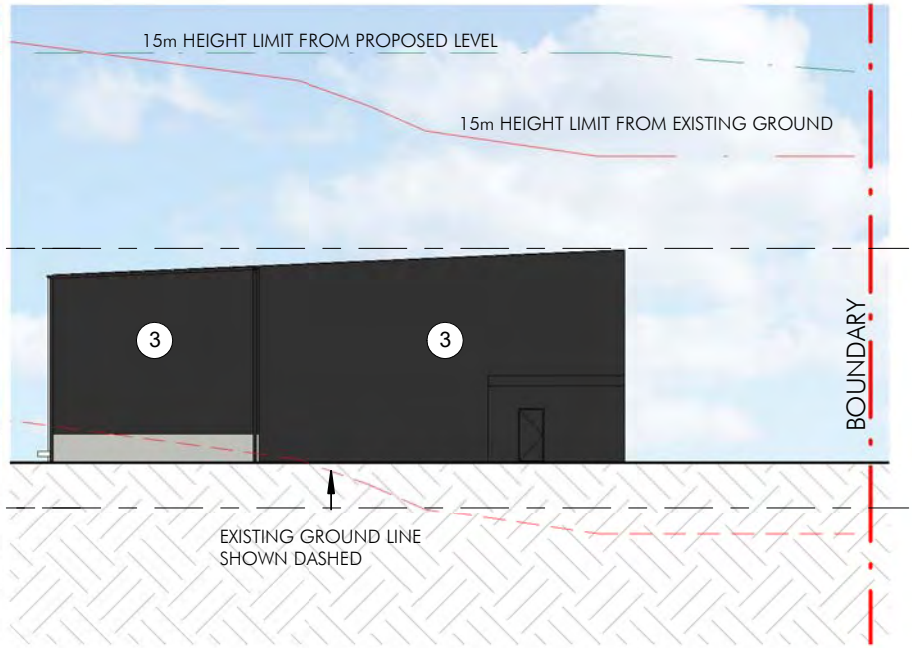 15m HEIGHT LIMIT FROM PROPOSED LEVEL
15m HEIGHT LIMIT FROM EXISTING GROUND
3
3
BOUNDARY
EXISTING GROUND LINE
SHOWN DASHED